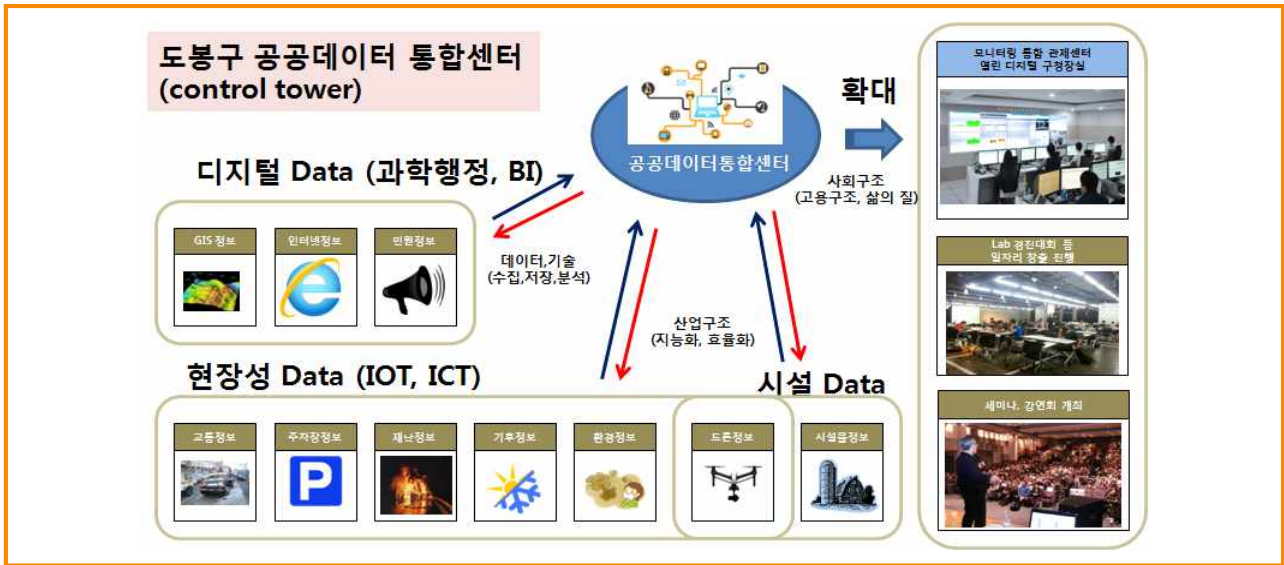 도봉구 공공데이터 통합센터
(control tower)
공공데이터통합센터
확대
사회구조
(고용구조, 삶의 질)
모니터링 통합 관제센터
열린 디지털 구청장실
Lab 경진대회 등
일자리 창출 진행
세미나, 강연회 개최
디지털 Data (과학행정, BI)
GIS 정보
인터넷정보
민원정보
데이터,기술
(수집,저장,분석)
산업구조
(지능화, 효율화)
현장성 Data (IOT, ICT)
시설 Data
교통정보
주차장정보
재난정보
기후정보
환경정보
드론정보
시설물정보
P